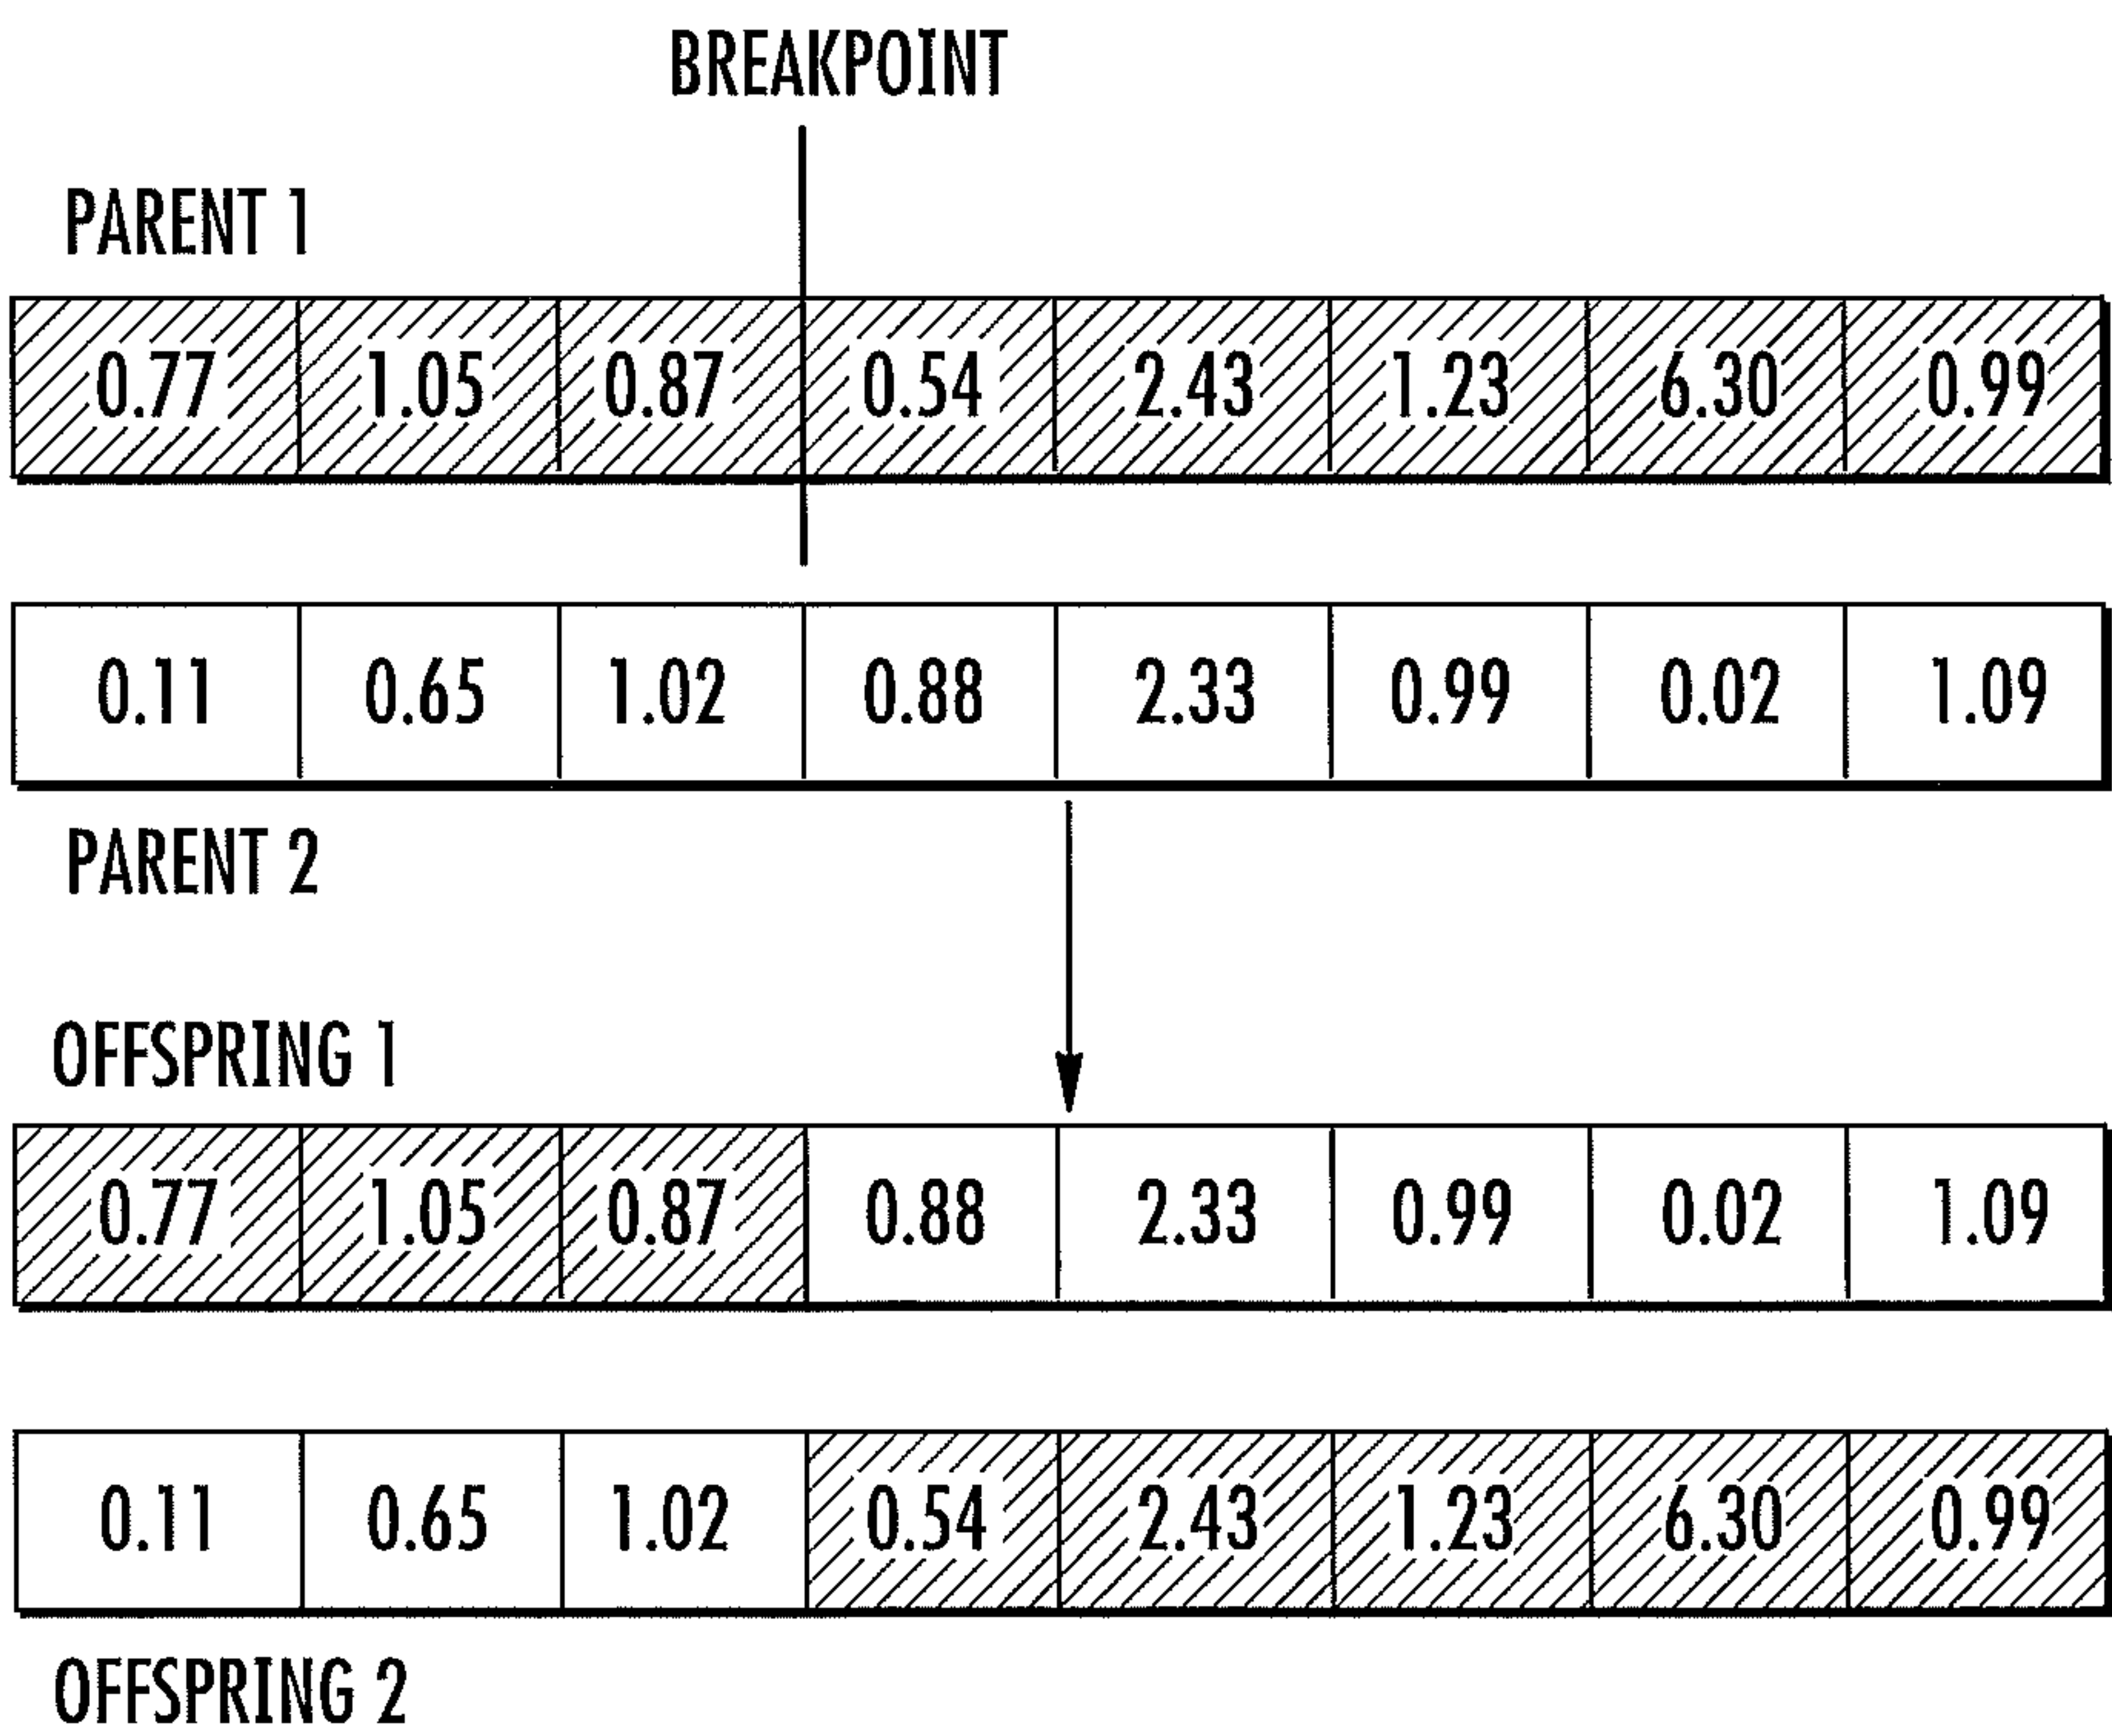 BREAKPOINT
PARENT 1
0.77 1.05 0.87 0.54 2.43 1.23 6.30 0.99
0.11 0.65 1.02 0.88 2.33 0.99 0.02 1.09
PARENT 2
OFFSPRING 1
0.77 1.05 0.87 0.88 2.33 0.99 0.02 1.09
0.11 0.65 1.02 0.54 2.43 1.23 6.30 0.99
OFFSPRING 2